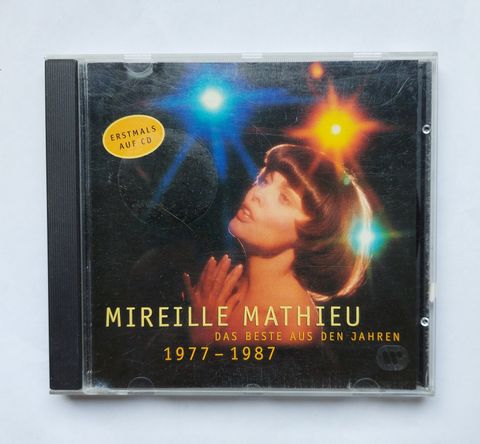 ERSTMALS
AUF CD
MIREILLE MATHIEU
DAS BESTE AUS DEN JAHREN
1977 – 1987